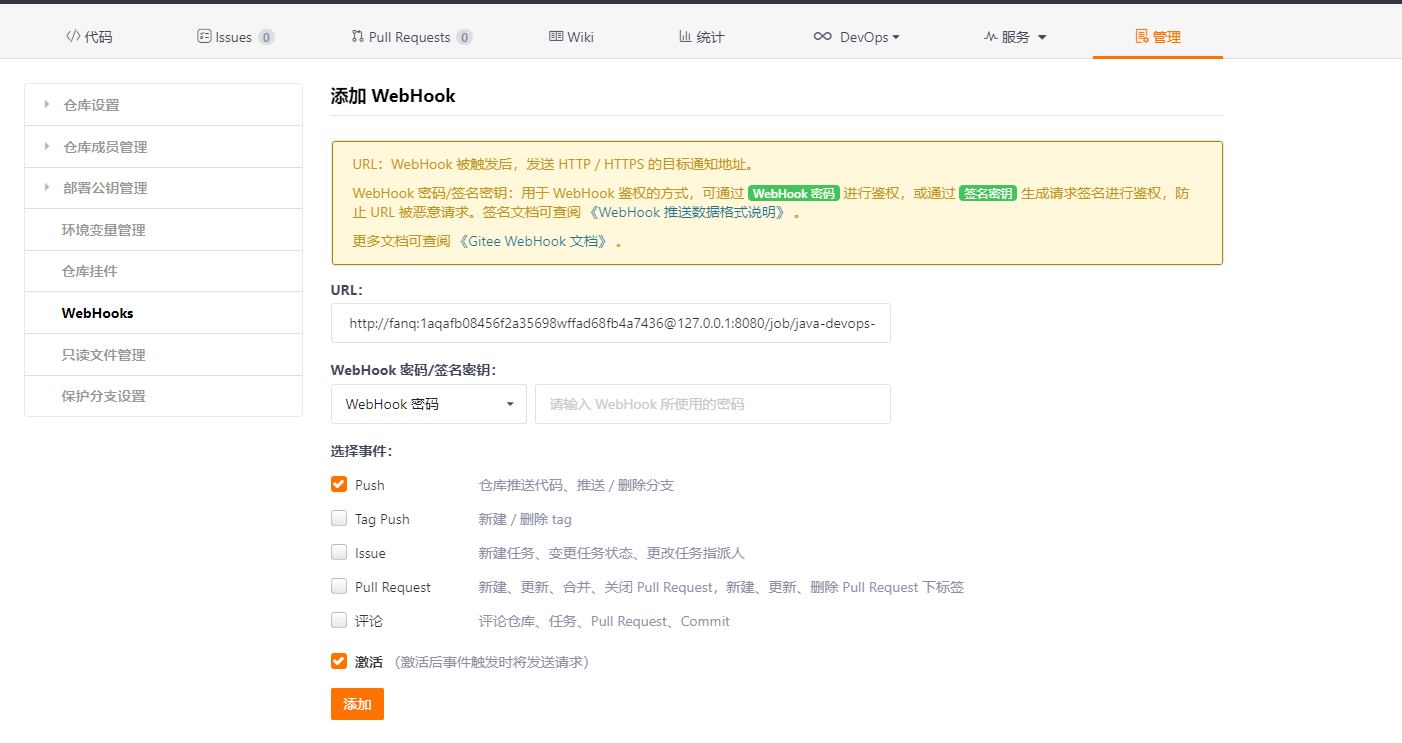 代码 Issues 0 Pull Requests 0 Wiki 统计 DevOps 服务 管理
仓库设置
仓库成员管理
部署公钥管理
环境变量管理
仓库挂件
WebHooks
只读文件管理
保护分支设置
添加 WebHook
URL：WebHook 被触发后，发送 HTTP / HTTPS 的目标通知地址。
WebHook 密码/签名密钥：用于 WebHook 鉴权的方式，可通过 WebHook 密码 进行鉴权，或通过 签名密钥 生成请求签名进行鉴权，防
止 URL 被恶意请求。签名文档可查阅 《WebHook 推送数据格式说明》 。
更多文档可查阅 《Gitee WebHook 文档》 。
URL：
http://fanq:1aqafb08456f2a35698wffad68fb4a7436@127.0.0.1:8080/job/java-devops-
WebHook 密码/签名密钥：
WebHook 密码 请输入 WebHook 所使用的密码
选择事件：
Push 仓库推送代码、推送 / 删除分支
Tag Push 新建 / 删除 tag
Issue 新建任务、变更任务状态、更改任务指派人
Pull Request 新建、更新、合并、关闭 Pull Request，新建、更新、删除 Pull Request 下标签
评论 评论仓库、任务、Pull Request、Commit
激活 （激活后事件触发时将发送请求）
添加